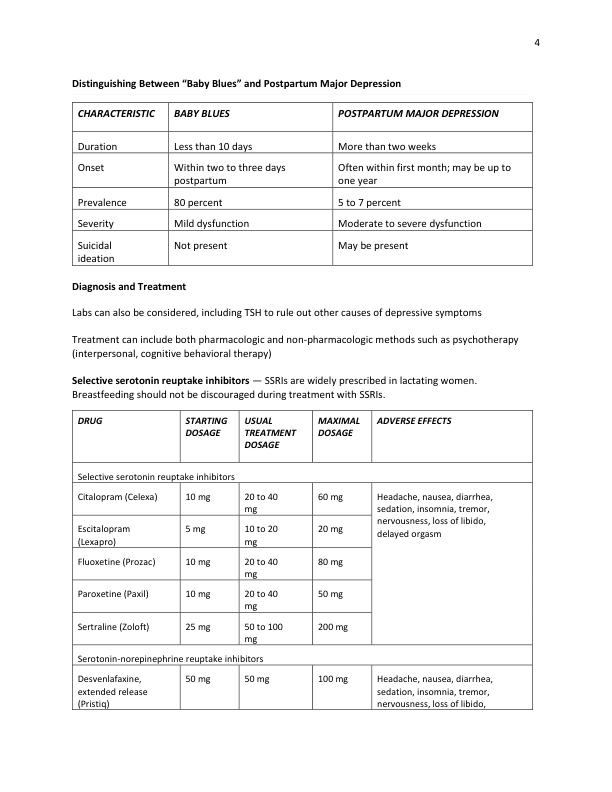 4
Distinguishing Between “Baby Blues” and Postpartum Major Depression
CHARACTERISTIC BABY BLUES POSTPARTUM MAJOR DEPRESSION
Duration Less than 10 days More than two weeks
Onset Within two to three days Often within first month; may be up to
postpartum one year
Prevalence 80 percent 5 to 7 percent
Severity Mild dysfunction Moderate to severe dysfunction
Suicidal Not present May be present
ideation
Diagnosis and Treatment
Labs can also be considered, including TSH to rule out other causes of depressive symptoms
Treatment can include both pharmacologic and non-pharmacologic methods such as psychotherapy
(interpersonal, cognitive behavioral therapy)
Selective serotonin reuptake inhibitors — SSRIs are widely prescribed in lactating women.
Breastfeeding should not be discouraged during treatment with SSRIs.
DRUG STARTING USUAL MAXIMAL ADVERSE EFFECTS
DOSAGE TREATMENT DOSAGE
DOSAGE
Selective serotonin reuptake inhibitors
Citalopram (Celexa) 10 mg 20 to 40 60 mg Headache, nausea, diarrhea,
mg sedation, insomnia, tremor,
Escitalopram 5 mg 10 to 20 20 mg nervousness, loss of libido,
(Lexapro) mg delayed orgasm
Fluoxetine (Prozac) 10 mg 20 to 40 80 mg
mg
Paroxetine (Paxil) 10 mg 20 to 40 50 mg
mg
Sertraline (Zoloft) 25 mg 50 to 100 200 mg
mg
Serotonin-norepinephrine reuptake inhibitors
Desvenlafaxine, 50 mg 50 mg 100 mg Headache, nausea, diarrhea,
extended release sedation, insomnia, tremor,
(Pristiq) nervousness, loss of libido,